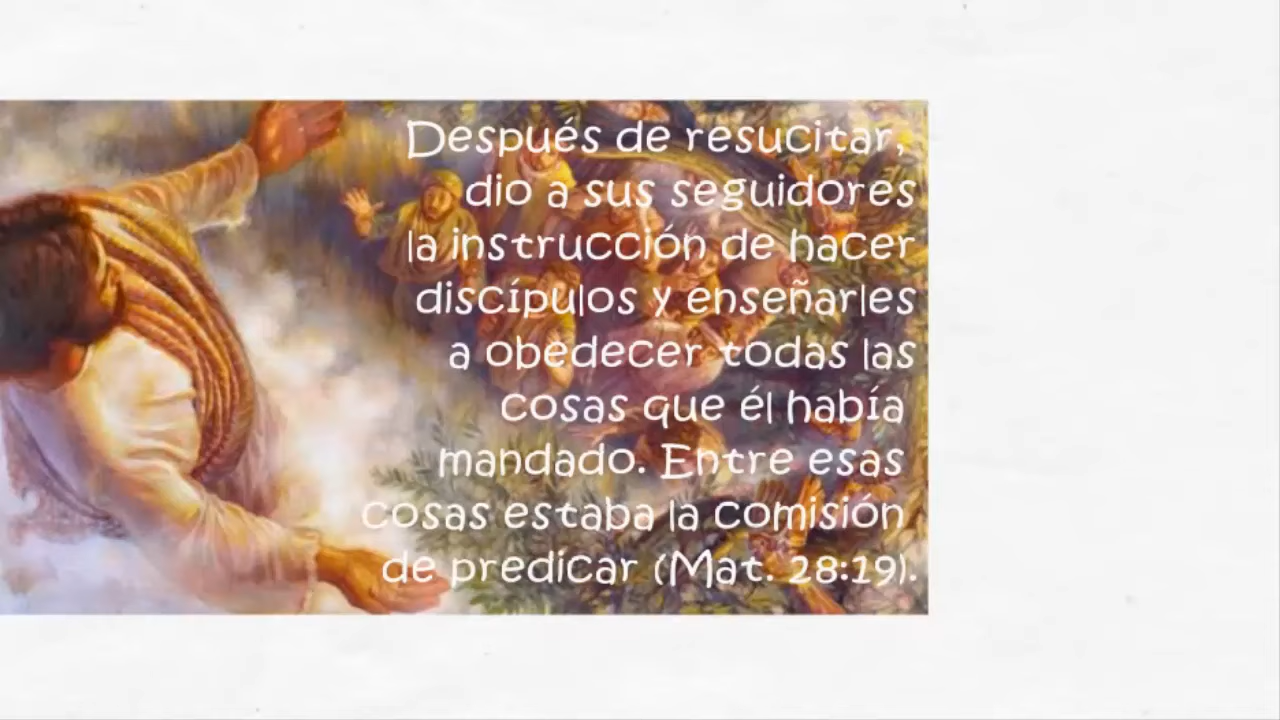 Después de resucitar,
dio a sus seguidores
la instrucción de hacer
discípulos y enseñarles
a obedecer todas las
cosas que él había
mandado. Entre esas
cosas estaba la comisión
de predicar (Mat. 28:19).